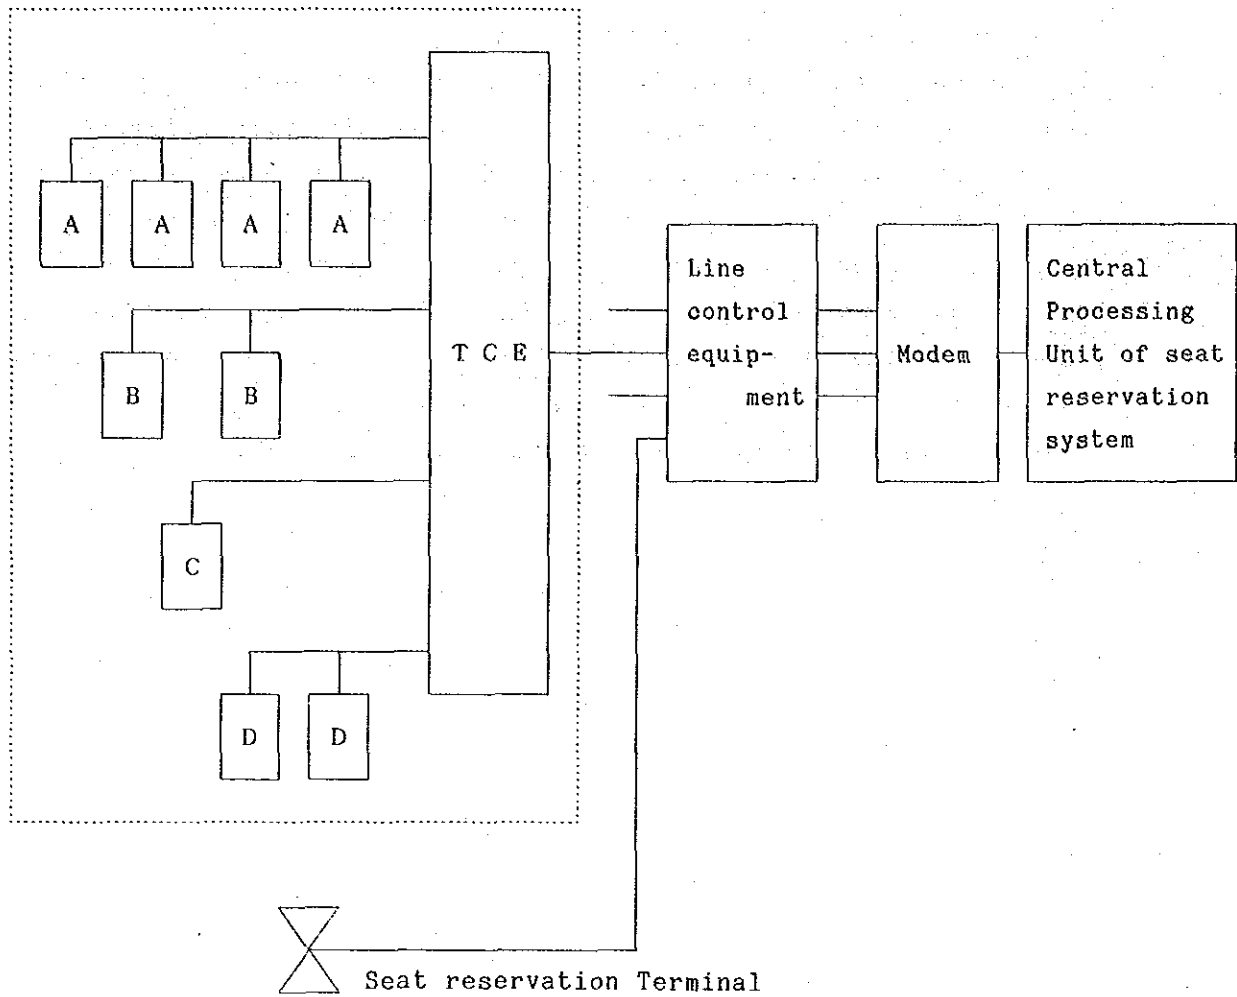 A A A A
B B
C
D D
T C E
Line
control
equip-
ment
Modem
Central
Processing
Unit of seat
reservation
system
Seat reservation Terminal